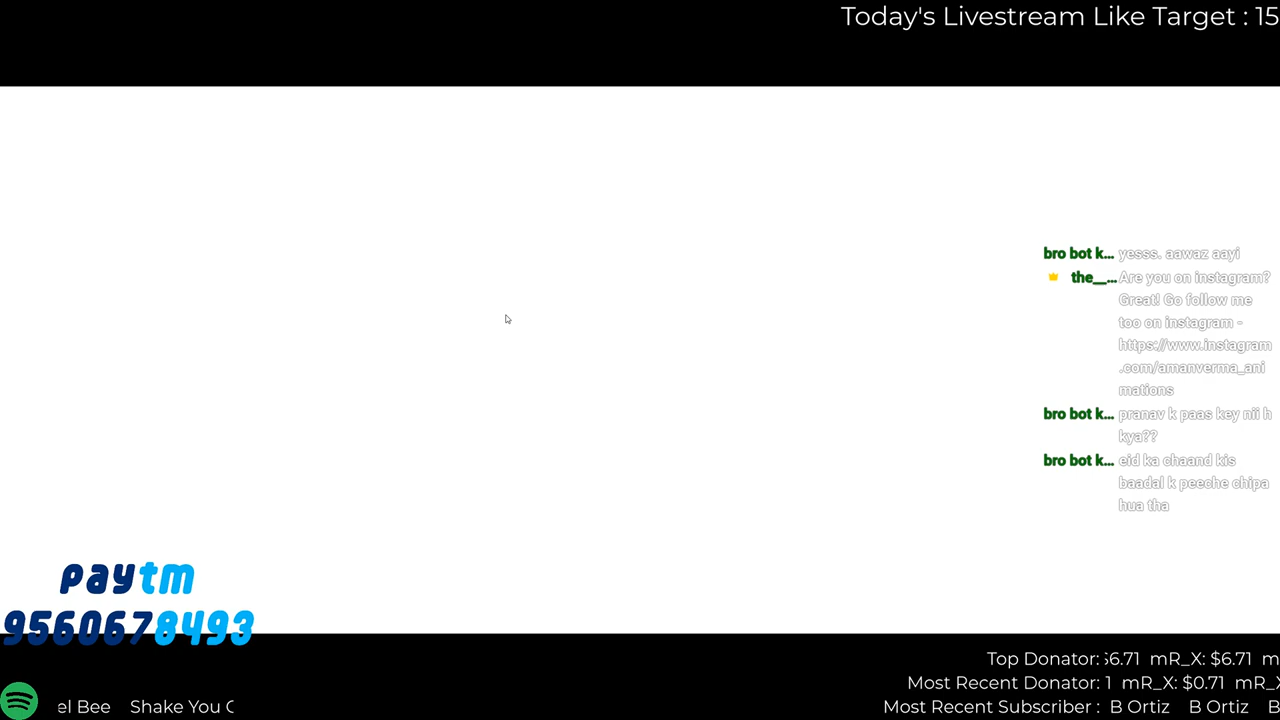 Today's Livestream Like Target : 15
bro bot k... yesss. aawaz aayi
the__... Are you on instagram?
Great! Go follow me
too on instagram -
https://www.instagram
.com/amanverma_ani
mations
bro bot k... pranav k paas key nii h
kya??
bro bot k... eid ka chaand kis
baadal k peeche chipa
hua tha
paytm
9560678493
Top Donator: $6.71 mR_X: $6.71 m
Most Recent Donator: 1 mR_X: $0.71 mR_X
el Bee Shake You
Most Recent Subscriber : B Ortiz B Ortiz B